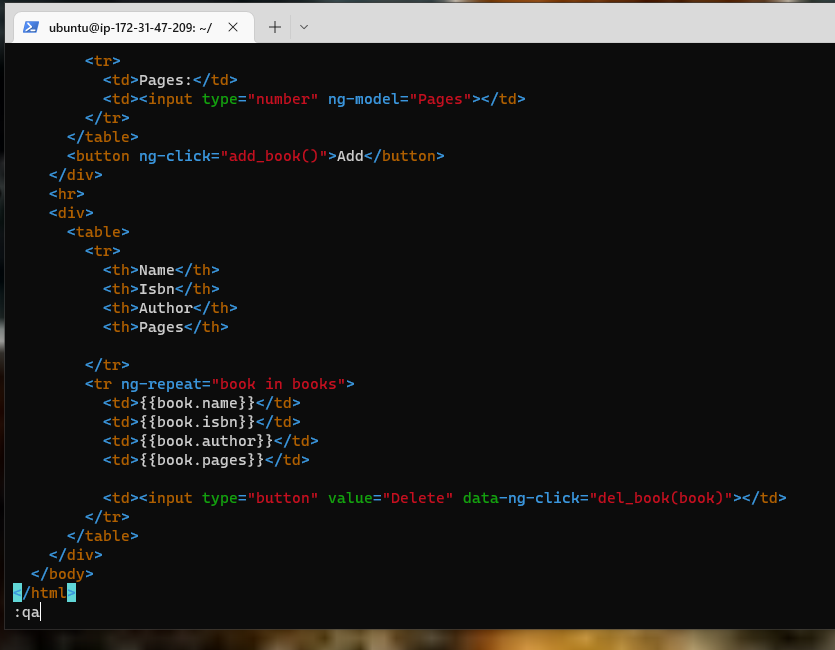 ubuntu@ip-172-31-47-209: ~/
<tr>
<td>Pages:</td>
<td><input type="number" ng-model="Pages"></td>
</tr>
</table>
<button ng-click="add_book()">Add</button>
</div>
<hr>
<div>
<table>
<tr>
<th>Name</th>
<th>Isbn</th>
<th>Author</th>
<th>Pages</th>
</tr>
<tr ng-repeat="book in books">
<td>{{book.name}}</td>
<td>{{book.isbn}}</td>
<td>{{book.author}}</td>
<td>{{book.pages}}</td>
<td><input type="button" value="Delete" data-ng-click="del_book(book)"></td>
</tr>
</table>
</div>
</body>
</html>
:qa